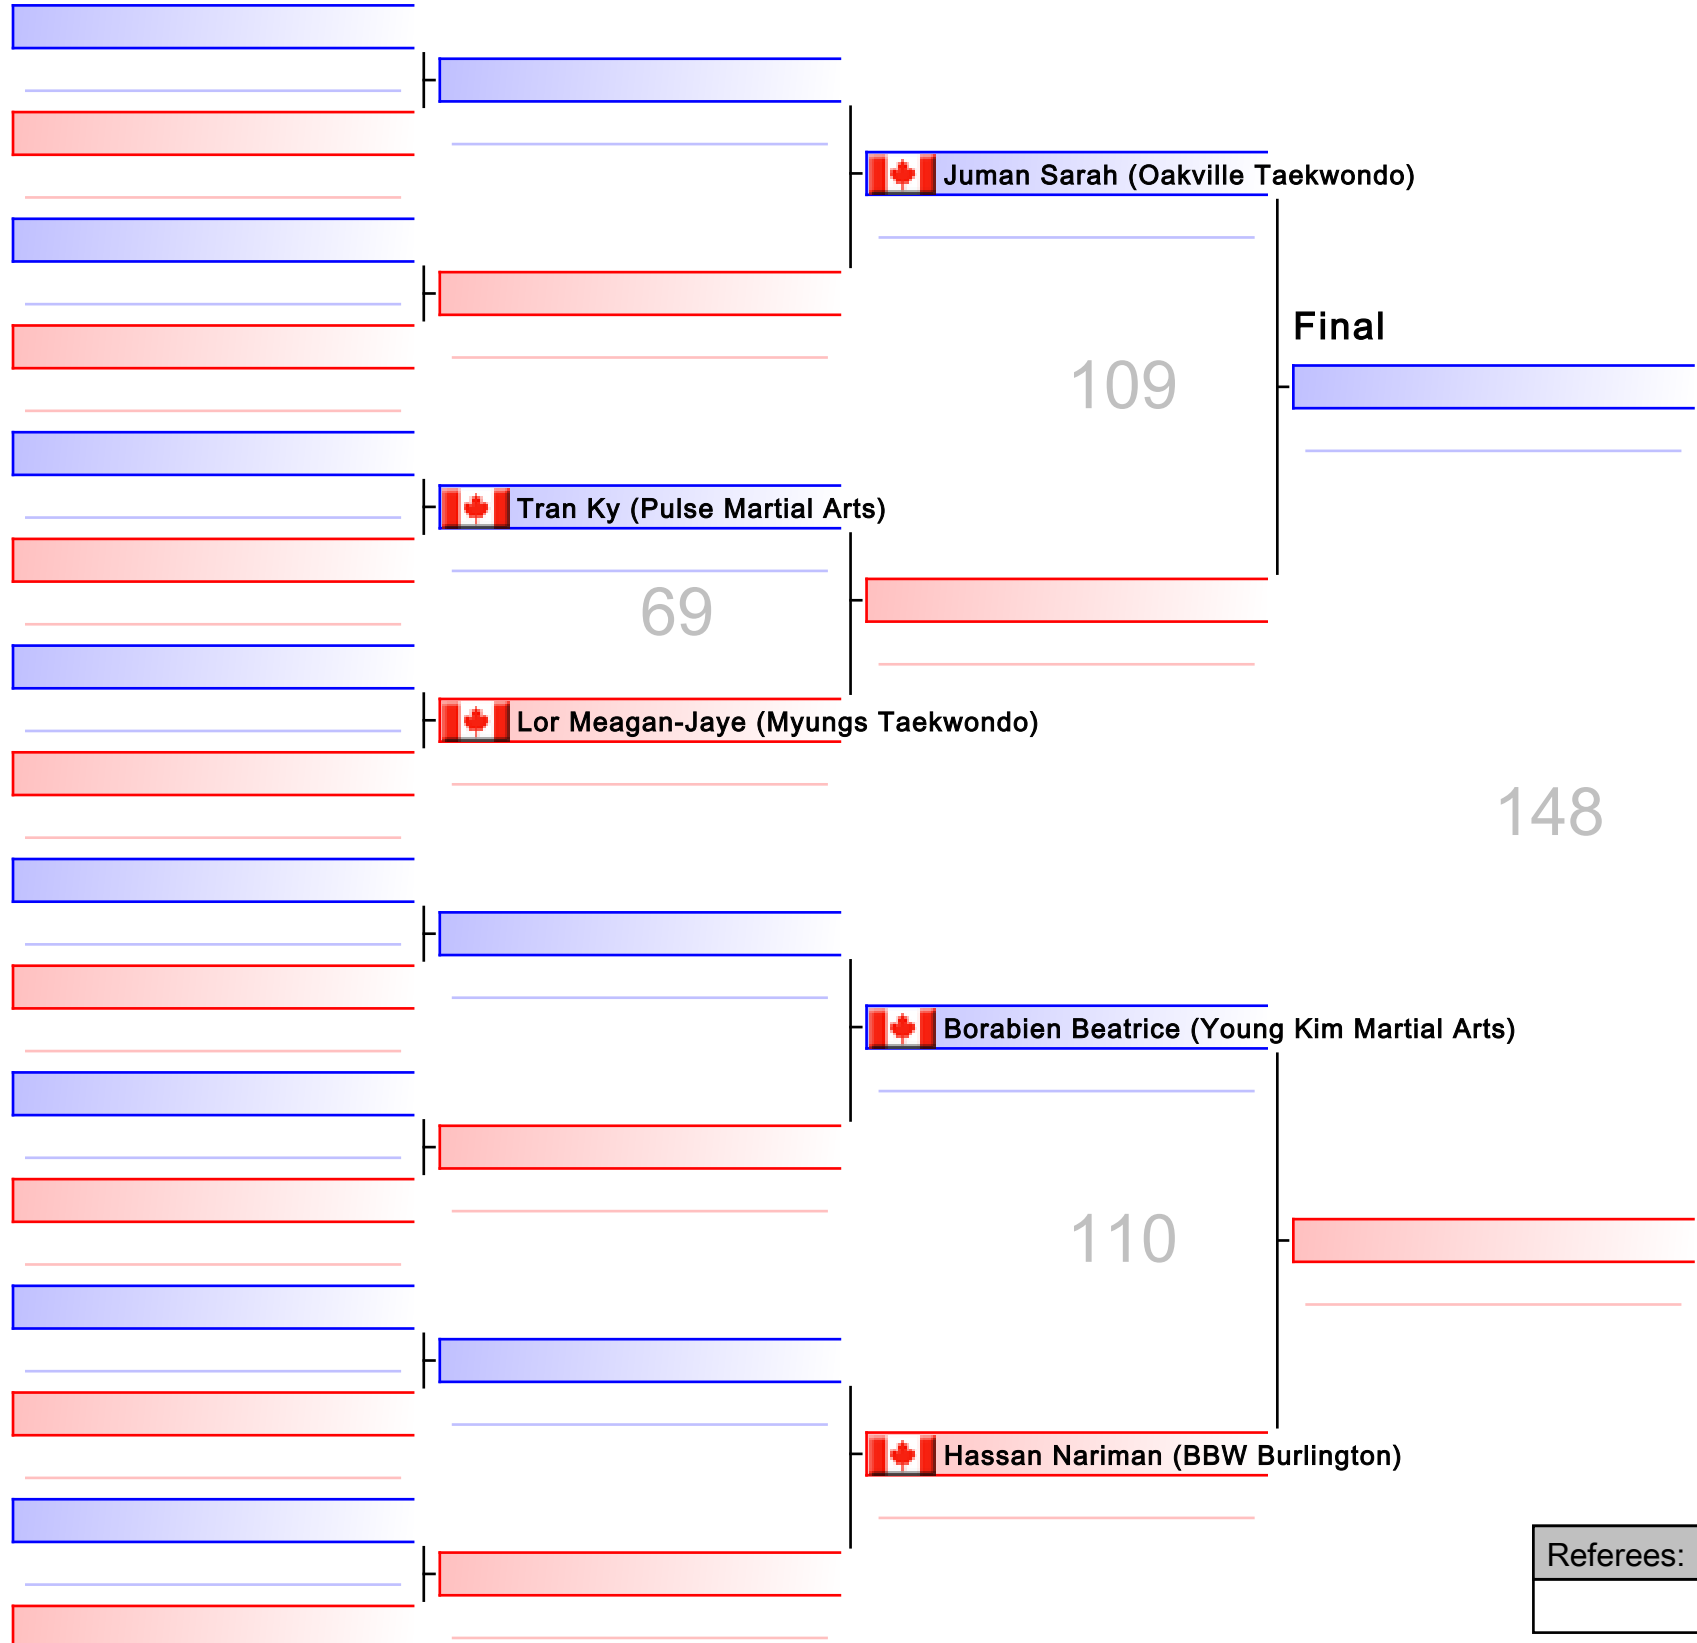 Juman Sarah (Oakville Taekwondo)
Final
109
Tran Ky (Pulse Martial Arts)
69
Lor Meagan-Jaye (Myungs Taekwondo)
148
Borabien Beatrice (Young Kim Martial Arts)
110
Hassan Nariman (BBW Burlington)
Referees: